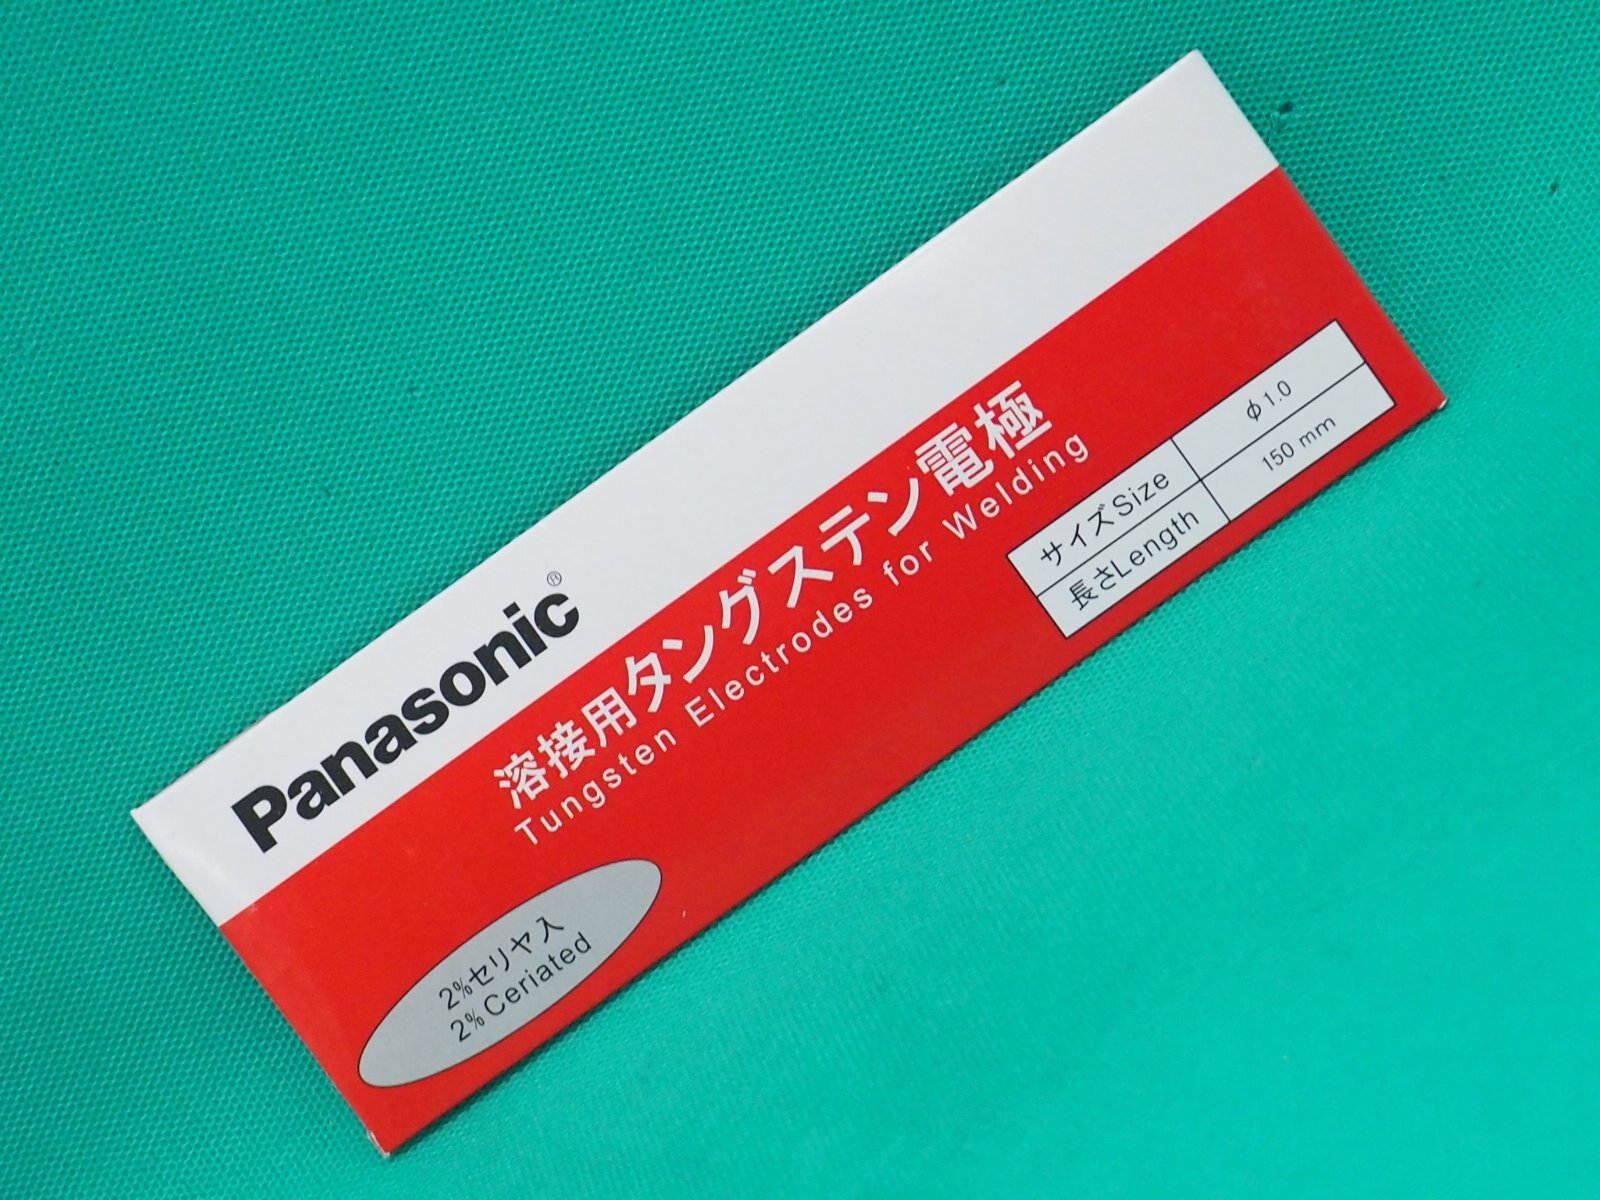 Panasonic®
溶接用タングステン電極
Tungsten Electrodes for Welding
サイズSize φ1.0
長さLength 150 mm
2%セリヤ入
2% Ceriated